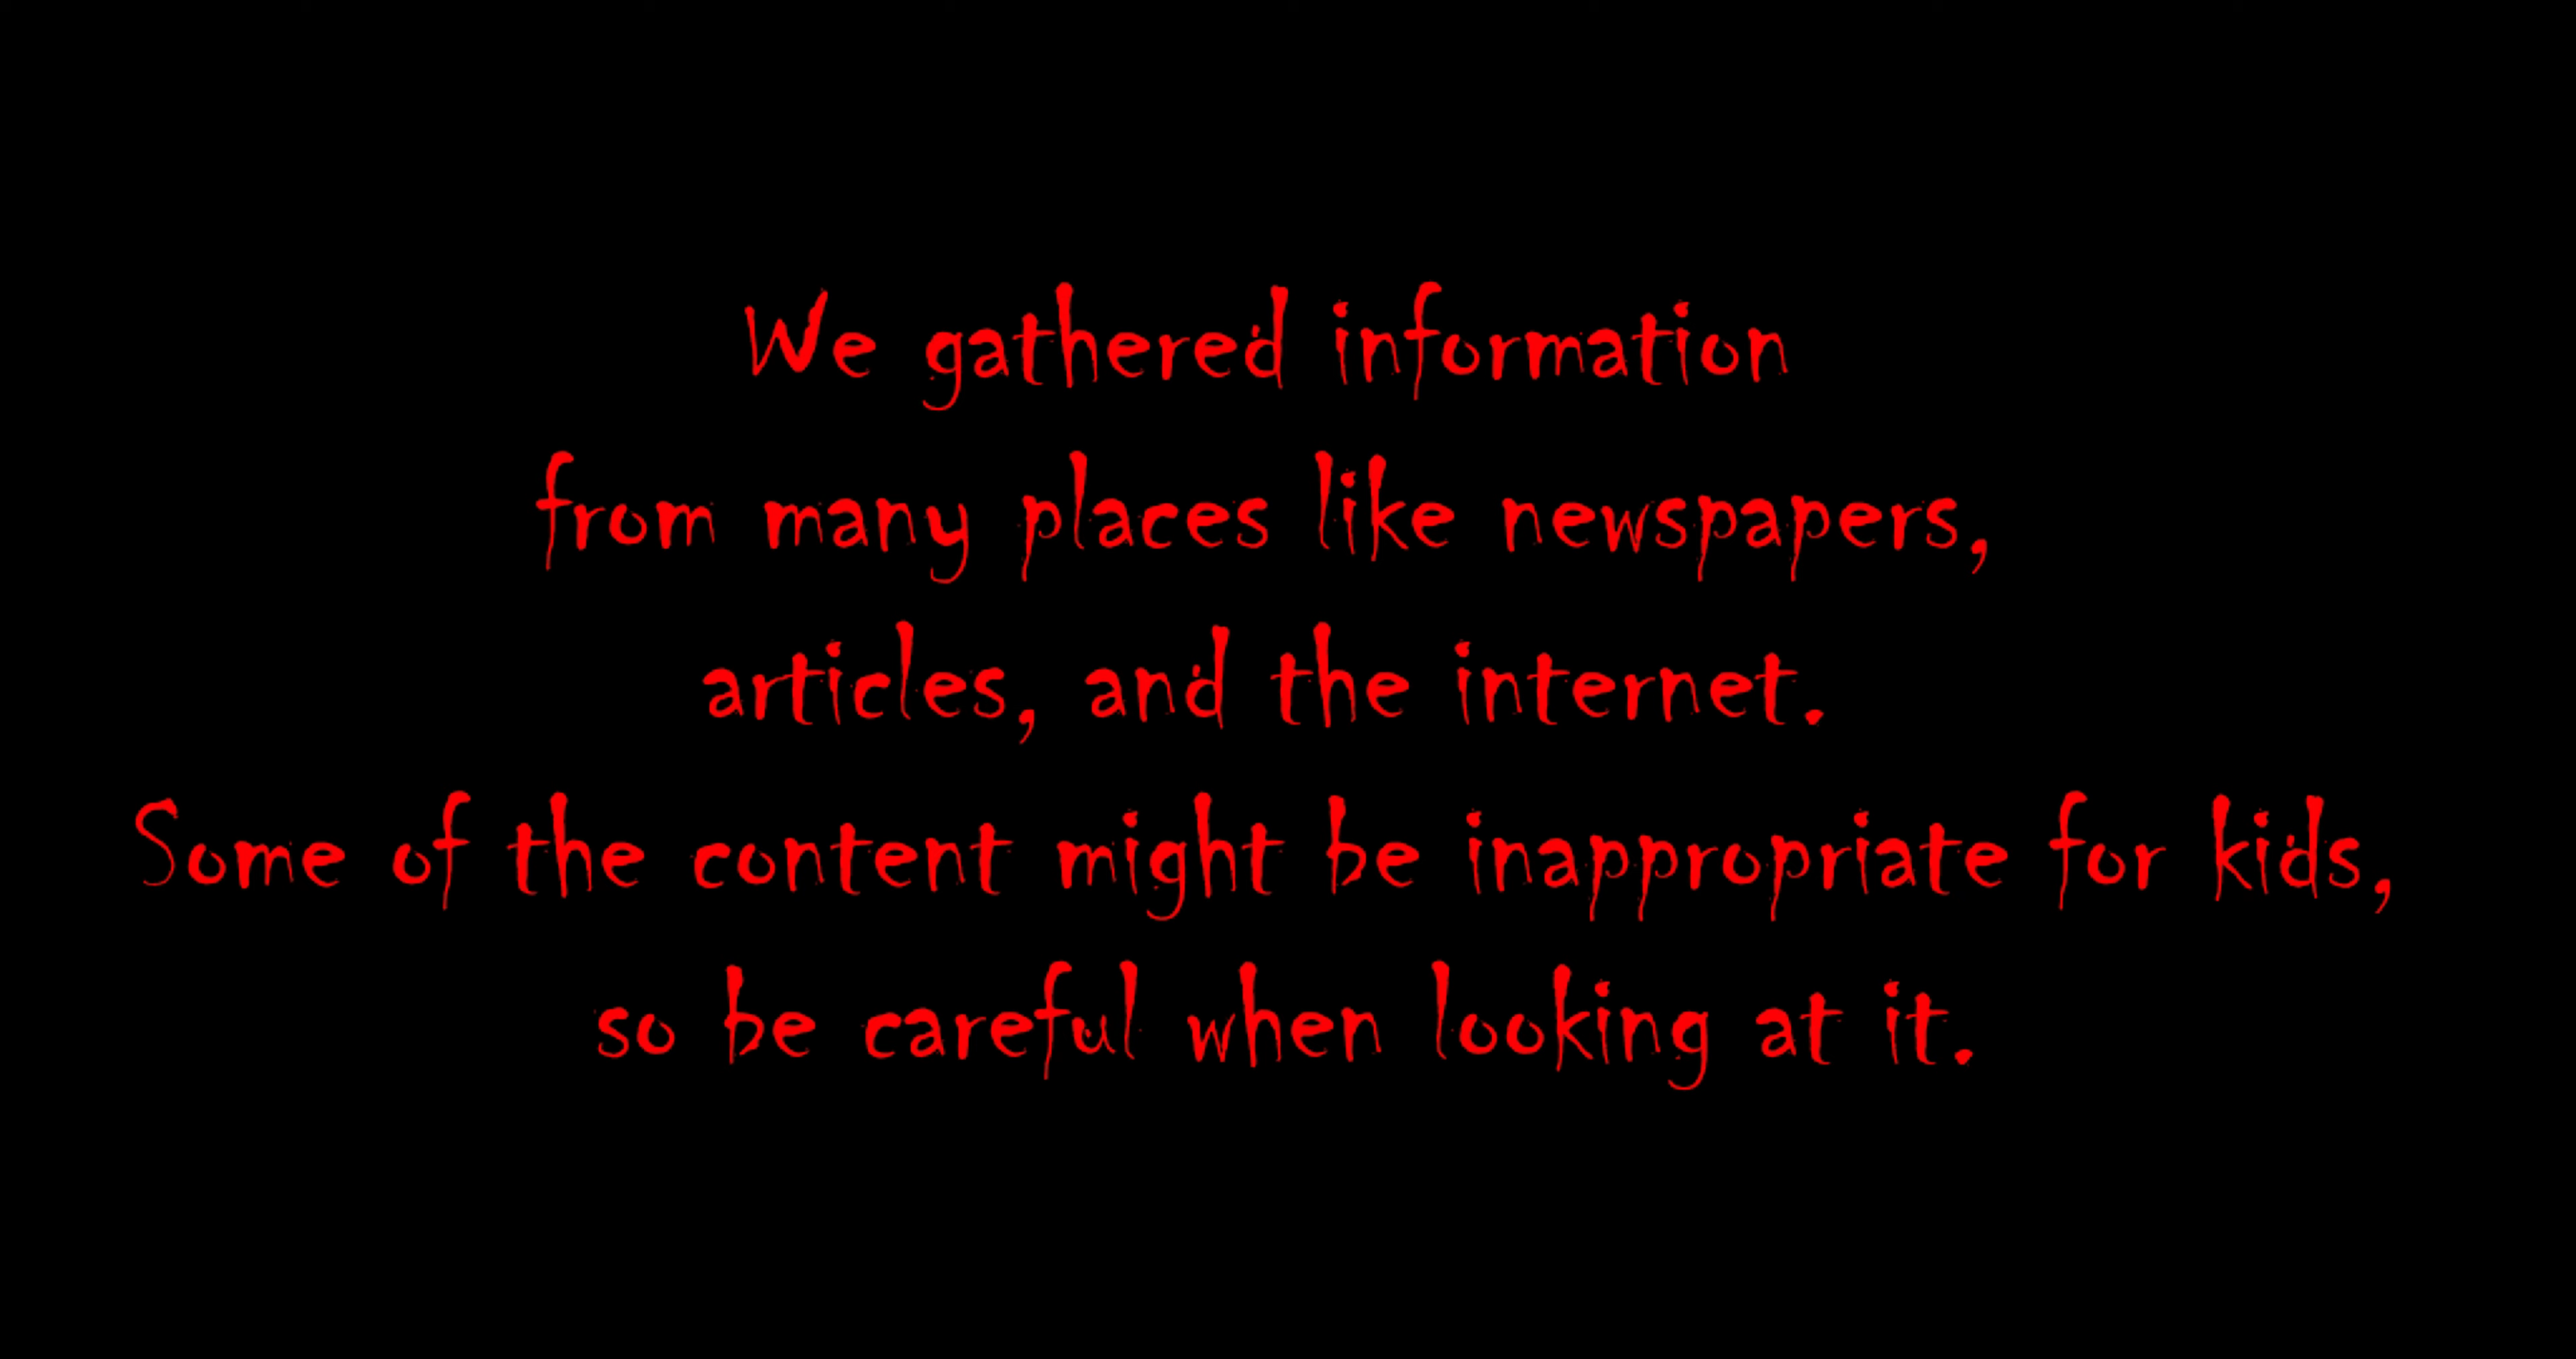 We gathered information
from many places like newspapers,
articles, and the internet.
Some of the content might be inappropriate for kids,
so be careful when looking at it.